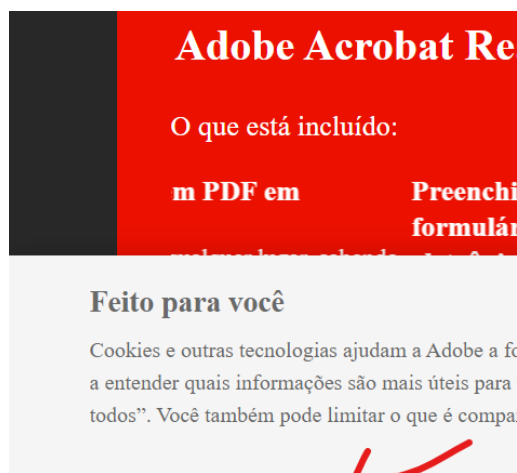 Adobe Acrobat Re
O que está incluído:
m PDF em
Preenchi
formulár
Feito para você
Cookies e outras tecnologias ajudam a Adobe a fo
a entender quais informações são mais úteis para
todos”. Você também pode limitar o que é compa